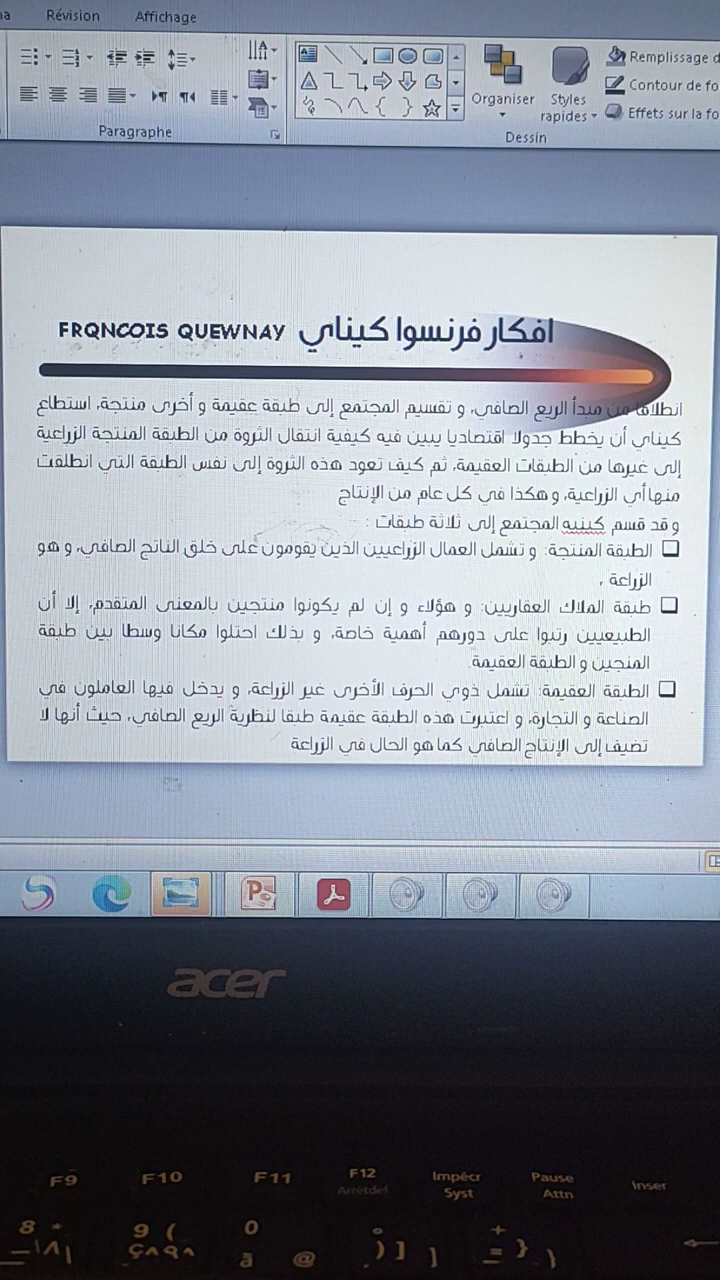 Révision Affichage
Organiser
Styles rapides
Remplissage d
Contour de fo
Effets sur la fo
Paragraphe
Dessin
افكار فرنسوا كيناي FRQNCOIS QUEWNAY
انطلاقا من مبدأ الريع الصافي، و تقسيم المجتمع إلى طبقة عقيمة و أخرى منتجة، استطاع
كيناي أن يخطط جدولا اقتصاديا يبين فيه كيفية انتقال الثروة من الطبقة المنتجة الزراعية
إلى غيرها من الطبقات العقيمة، ثم كيف تعود هذه الثروة إلى نفس الطبقة التي انطلقت
منها أي الزراعية، و هكذا في كل عام من الإنتاج
و قد قسم كينيه المجتمع إلى ثلاثة طبقات :
الطبقة المنتجة: و تشمل العمال الزراعيين الذين يقومون على خلق الناتج الصافي، و هو
الزراعة ,
طبقة الملاك العقاريين: و هؤلاء و إن لم يكونوا منتجين بالمعنى المتقدم، إلا أن
الطبيعيين رتبوا على دورهم أهمية خاصة، و بذلك احتلوا مكانا وسطا بين طبقة
المنجين و الطبقة العقيمة.
الطبقة العقيمة: تشمل ذوي الحرف الأخرى غير الزراعة، و يدخل فيها العاملون في
الصناعة و التجارة، و اعتبرت هذه الطبقة عقيمة طبقا لنظرية الريع الصافي، حيث أنها لا
تضيف إلى الإنتاج الصافي كما هو الحال في الزراعة
acer
F9 F10 F11 F12 Impécr Syst Pause Attn Inser
8 9 ( 0 @ ) ] + = }